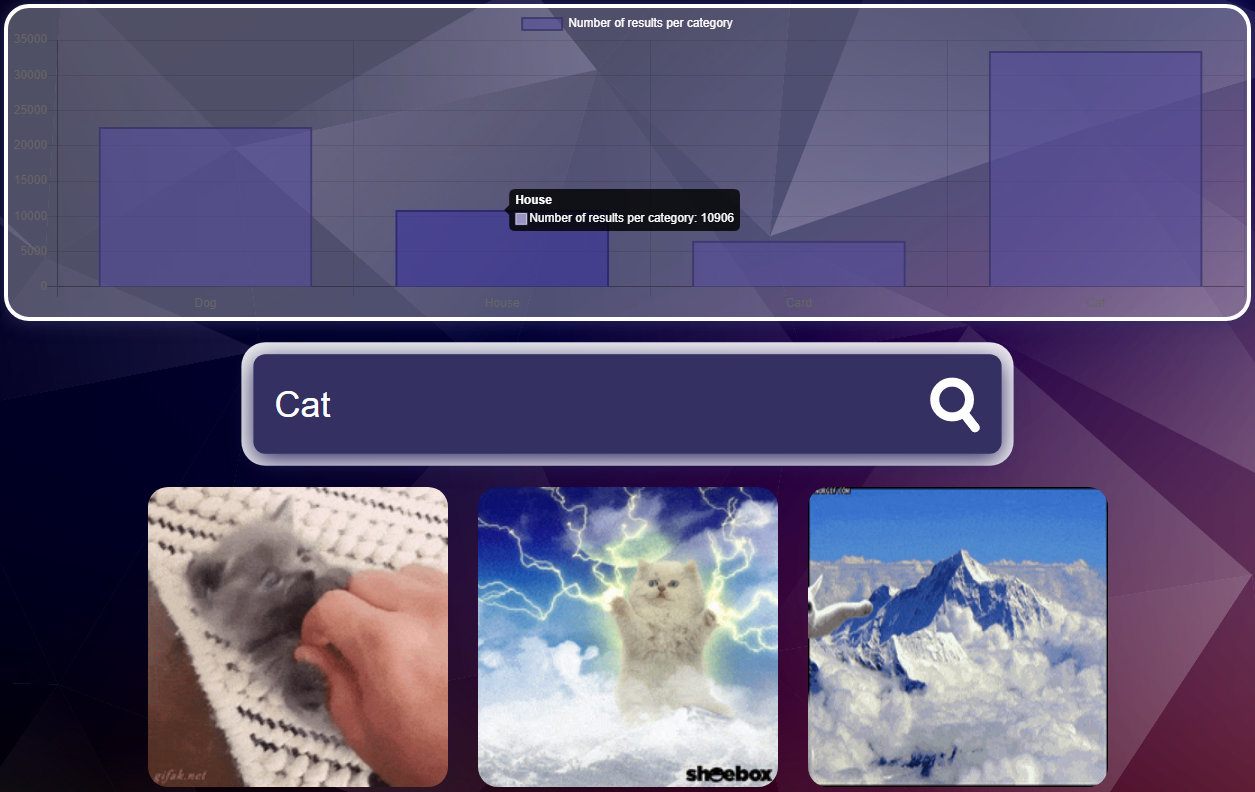 Number of results per category
35000
30000
25000
20000
15000
10000
5000
0
House
Number of results per category: 10906
Dog
House
Card
Cat
Cat
gifak.net
shoebox